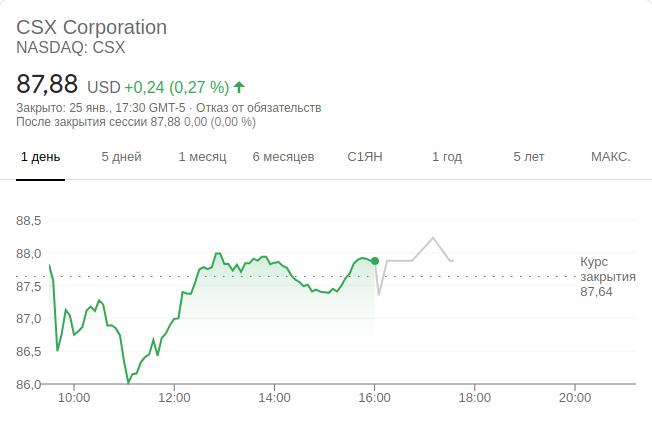 CSX Corporation
NASDAQ: CSX
87,88 USD +0,24 (0,27 %)
Закрыто: 25 янв., 17:30 GMT-5 · Отказ от обязательств
После закрытия сессии 87,88 0,00 (0,00 %)
1 день 5 дней 1 месяц 6 месяцев С1ЯН 1 год 5 лет МАКС.
88,5
88,0
Курс
закрытия
87,64
87,5
87,0
86,5
86,0
10:00 12:00 14:00 16:00 18:00 20:00